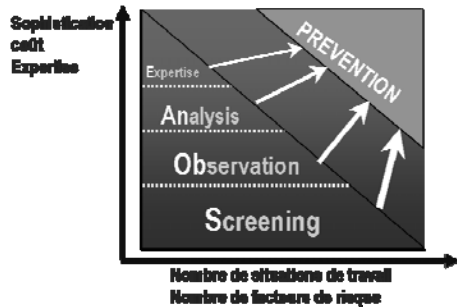 Sophistication
coût
Expertise
PREVENTION
Expertise
Analysis
Observation
Screening
Nombre de situations de travail
Nombre de facteurs de risque